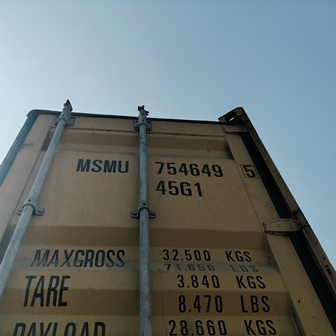 MSMU 754649 5
45G1
MAXGROSS 32.500 KGS
71.650 LBS
TARE 3.840 KGS
8.470 LBS
PAYLOAD 28.660 KGS